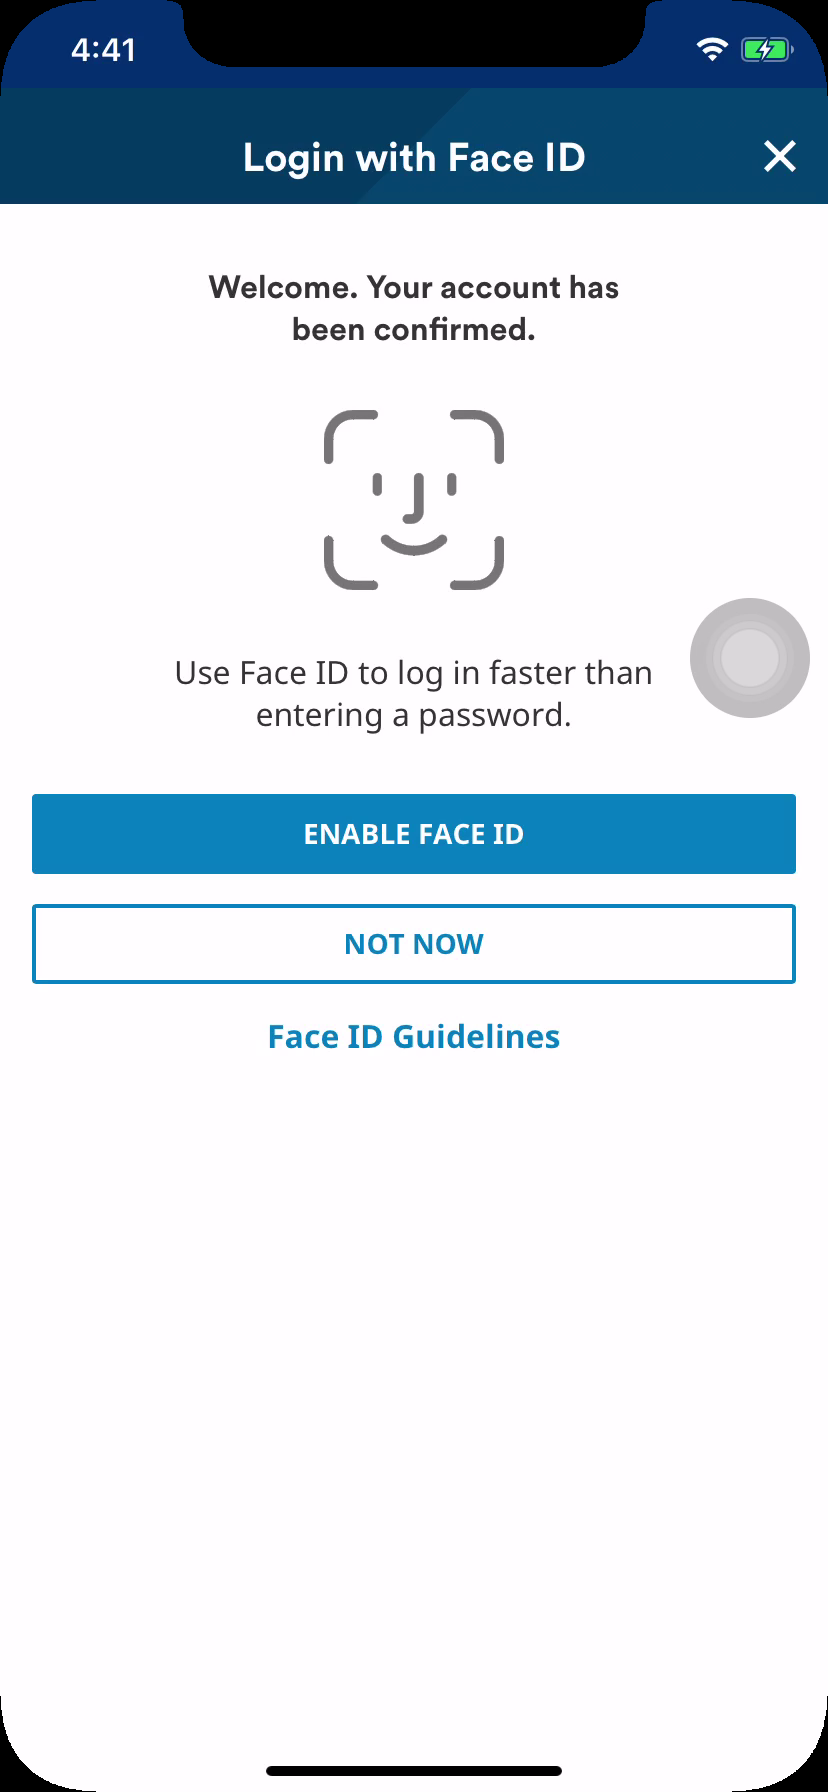 4:41
Login with Face ID
Welcome. Your account has
been confirmed.
Use Face ID to log in faster than
entering a password.
ENABLE FACE ID
NOT NOW
Face ID Guidelines